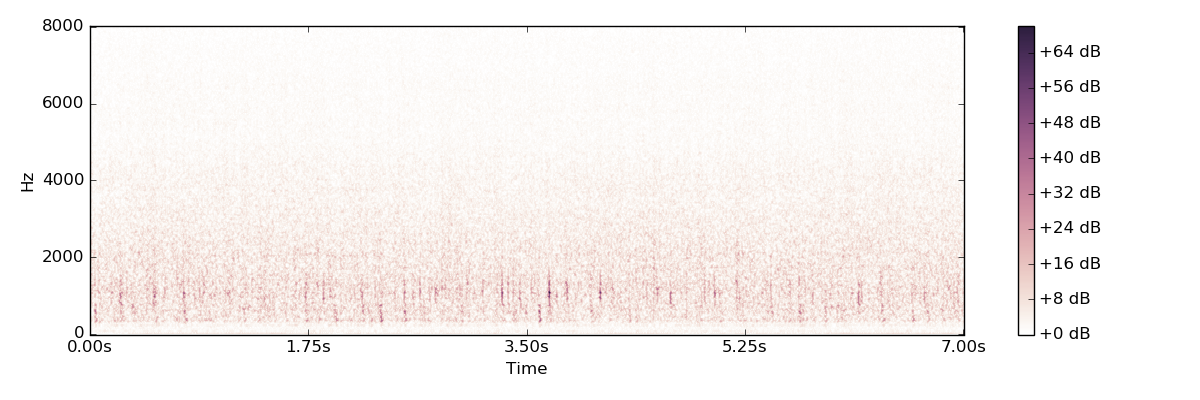 8000
6000
4000
2000
0
Hz
0.00s 1.75s 3.50s 5.25s 7.00s
Time
+64 dB
+56 dB
+48 dB
+40 dB
+32 dB
+24 dB
+16 dB
+8 dB
+0 dB